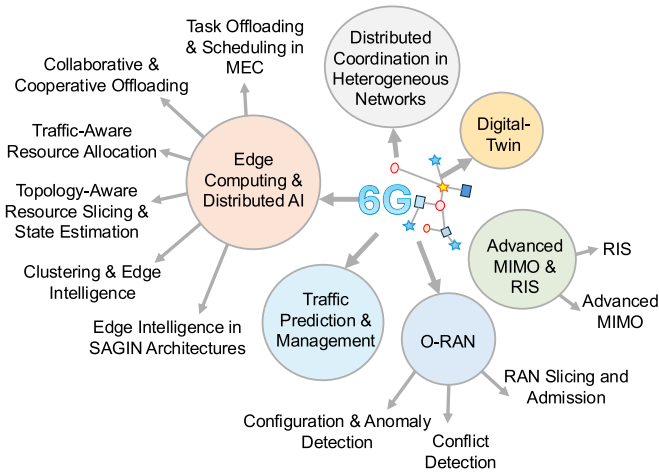 Task Offloading
& Scheduling in
MEC
Collaborative &
Cooperative Offloading
Traffic-Aware
Resource Allocation
Topology-Aware
Resource Slicing &
State Estimation
Clustering & Edge
Intelligence
Edge Intelligence in
SAGIN Architectures
Edge
Computing &
Distributed AI
Distributed
Coordination in
Heterogeneous
Networks
Digital-
Twin
6G
Advanced
MIMO &
RIS
RIS
Advanced
MIMO
Traffic
Prediction &
Management
O-RAN
RAN Slicing and
Admission
Configuration & Anomaly
Detection
Conflict
Detection